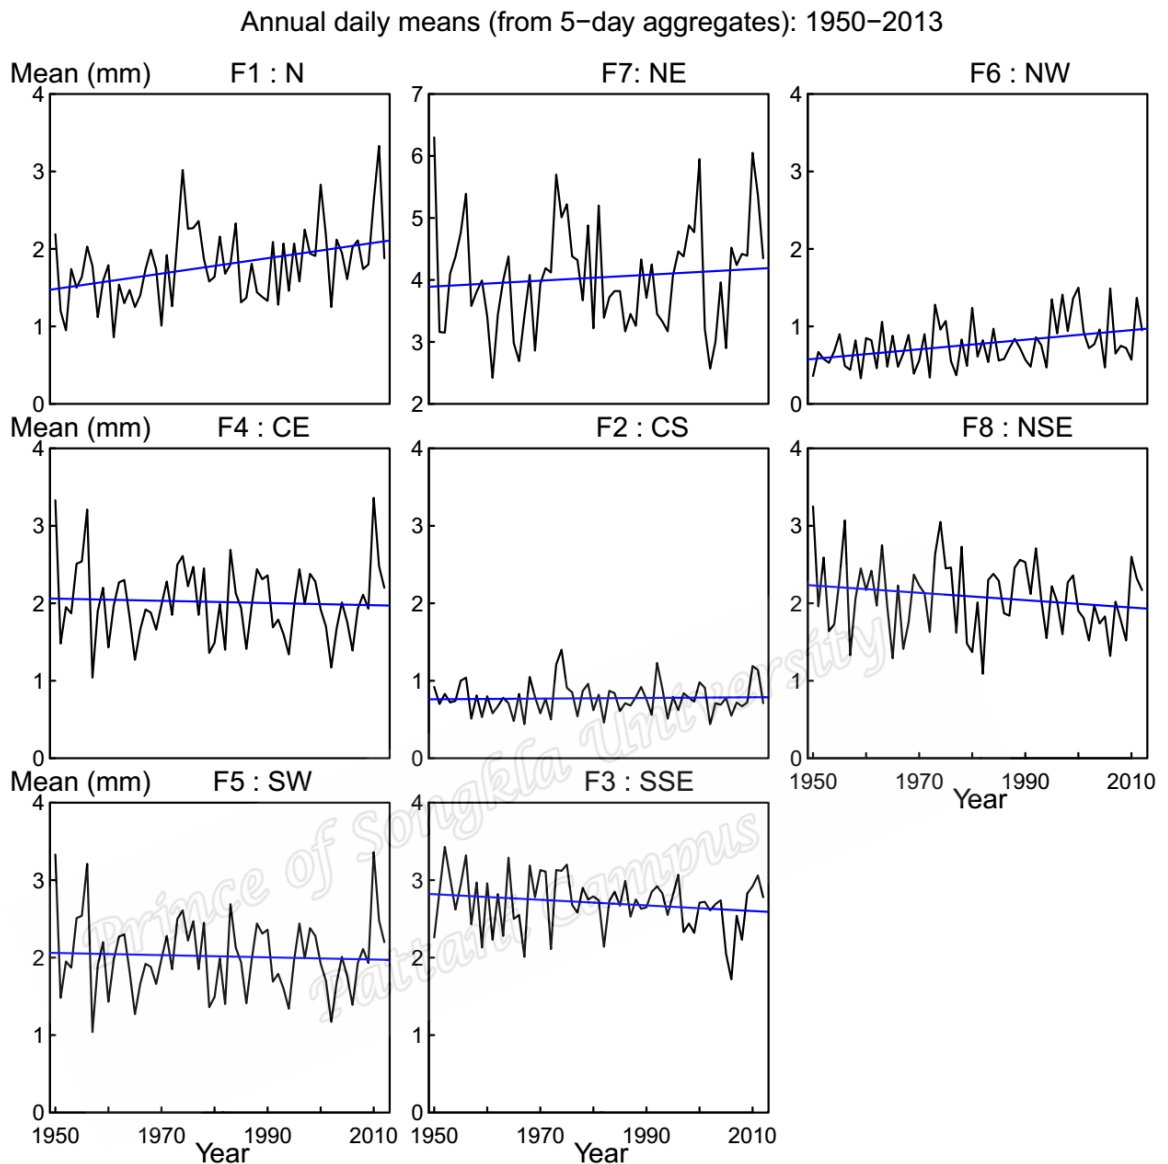 Annual daily means (from 5−day aggregates): 1950−2013
Mean (mm) F1 : N F7: NE F6 : NW
4 7 4
6
3 3
5
2 4 2
3
1 1
0 2 0
Mean (mm) F4 : CE F2 : CS F8 : NSE
4 4 4
3 3 3
2 2 2
1 1 1
0 0 0
1950 1970 1990 2010
Year
Mean (mm) F5 : SW F3 : SSE
4 4
3 3
2 2
1 1
0 0
1950 1970 1990 2010 1950 1970 1990 2010
Year Year
Prince of Songkla University
Pattani Campus